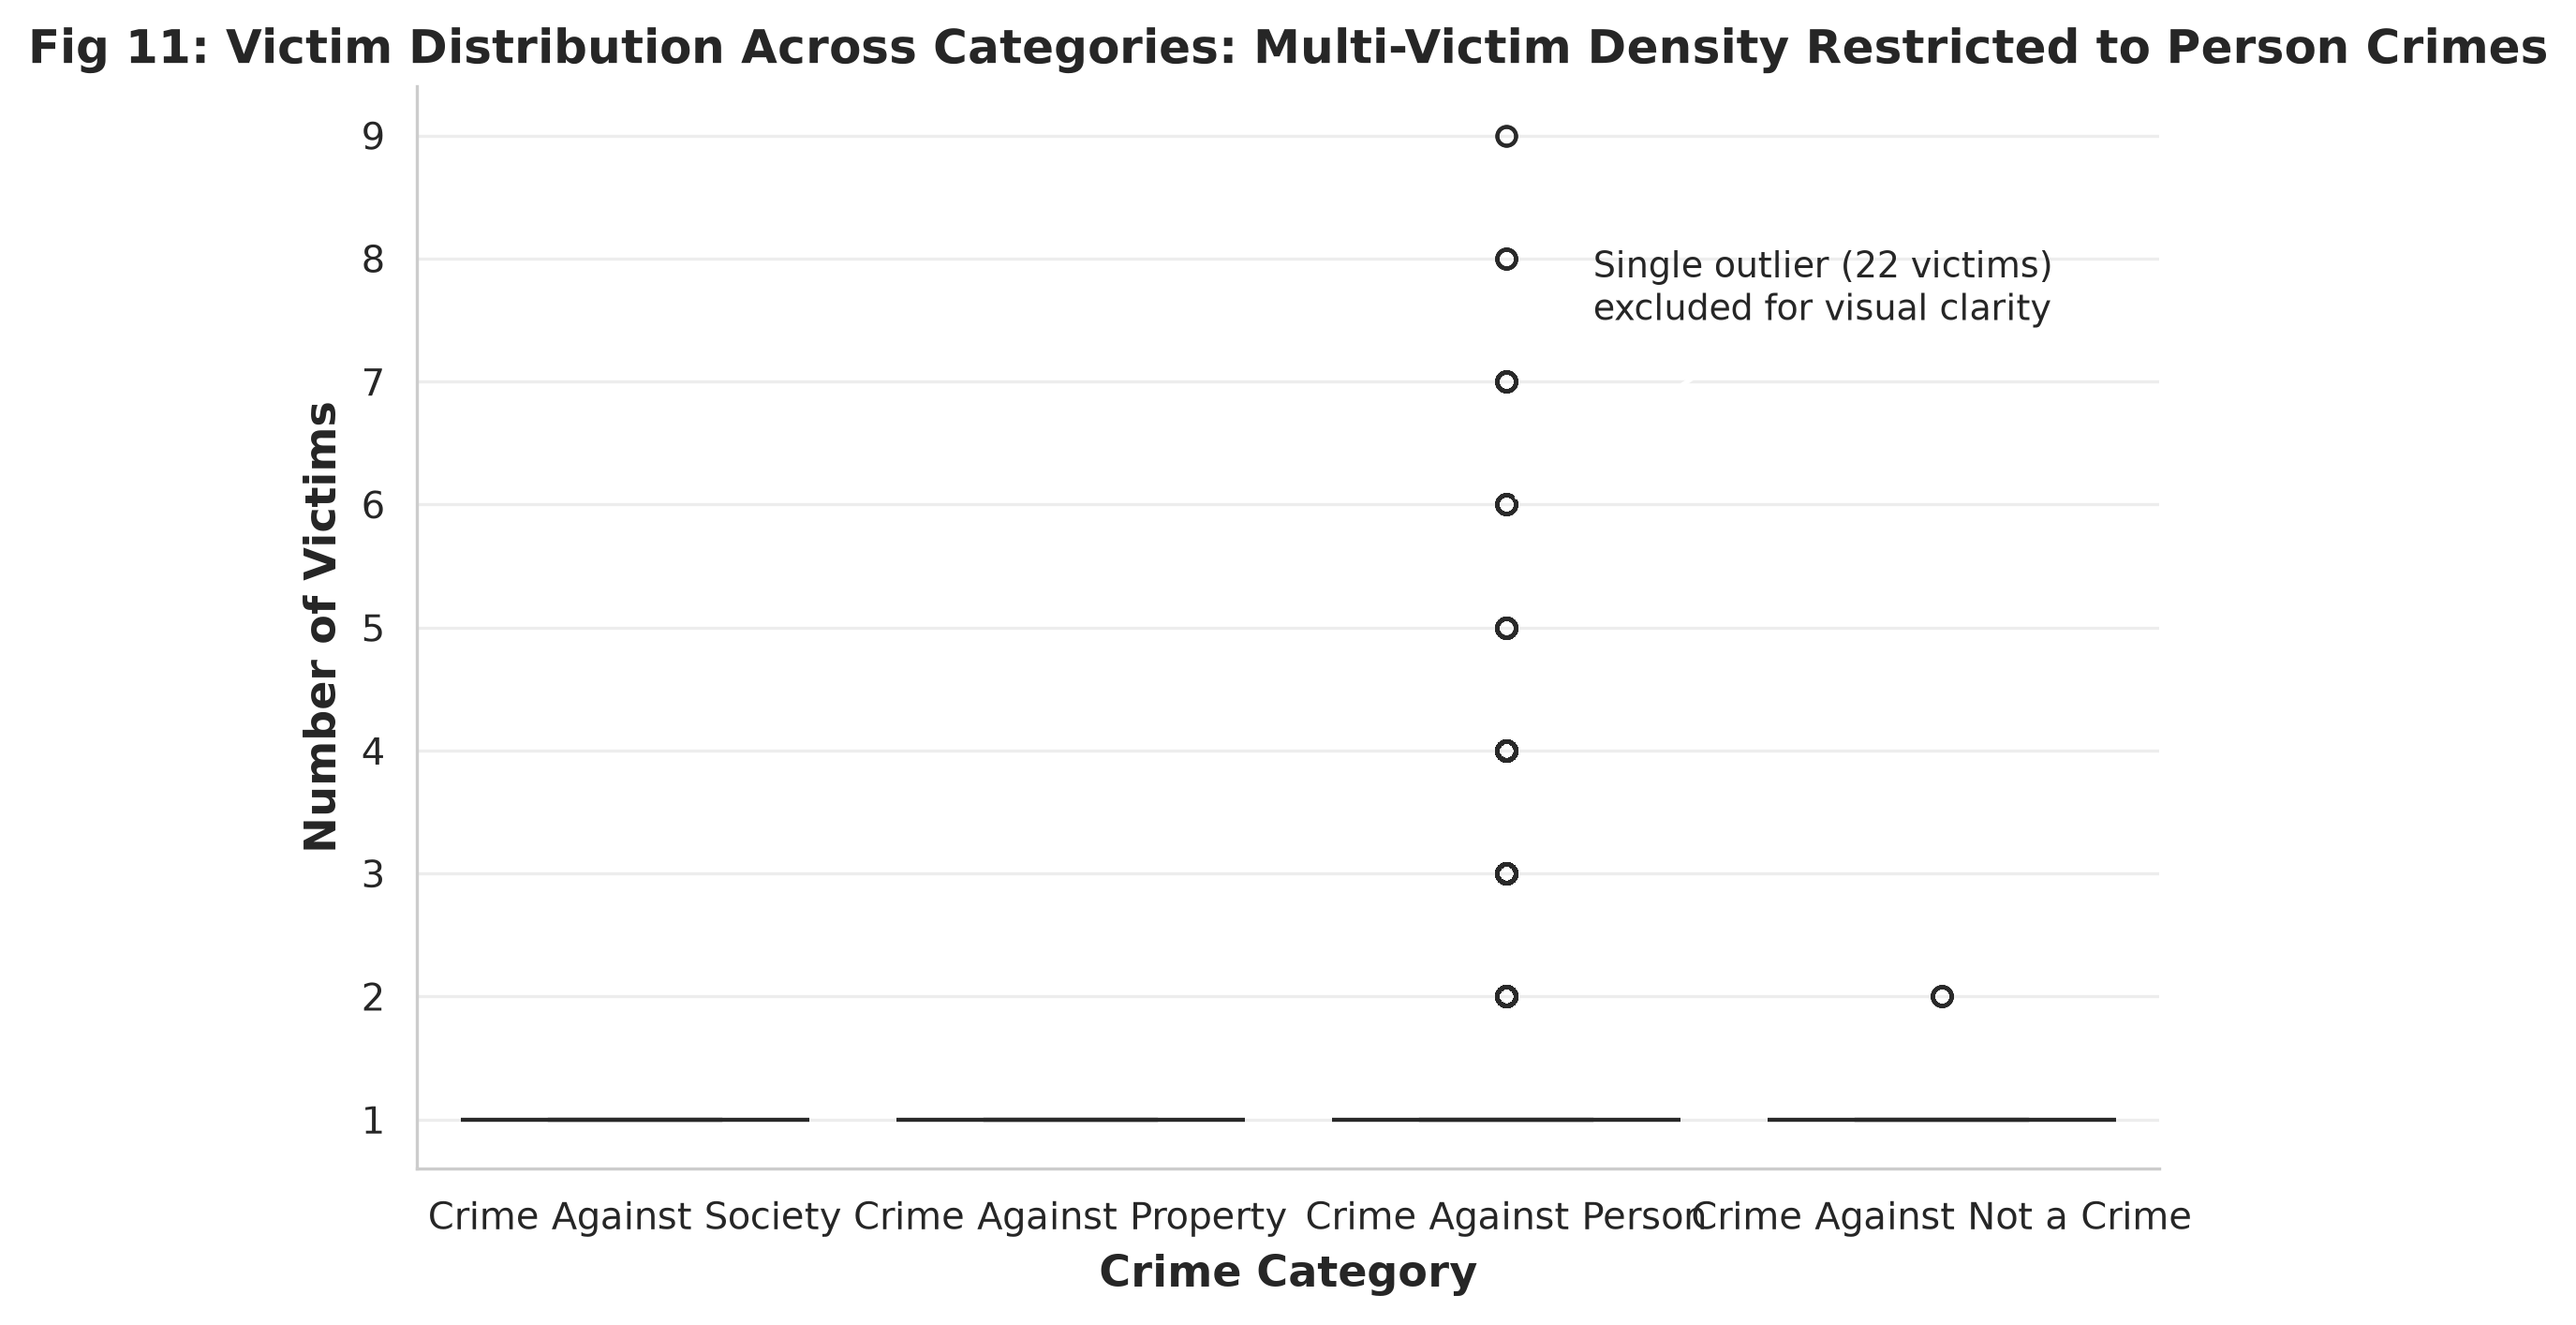 Fig 11: Victim Distribution Across Categories: Multi-Victim Density Restricted to Person Crimes
Number of Victims
9
8
7
6
5
4
3
2
1
Single outlier (22 victims)
excluded for visual clarity
Crime Against Society
Crime Against Property
Crime Against Person
Crime Against Not a Crime
Crime Category